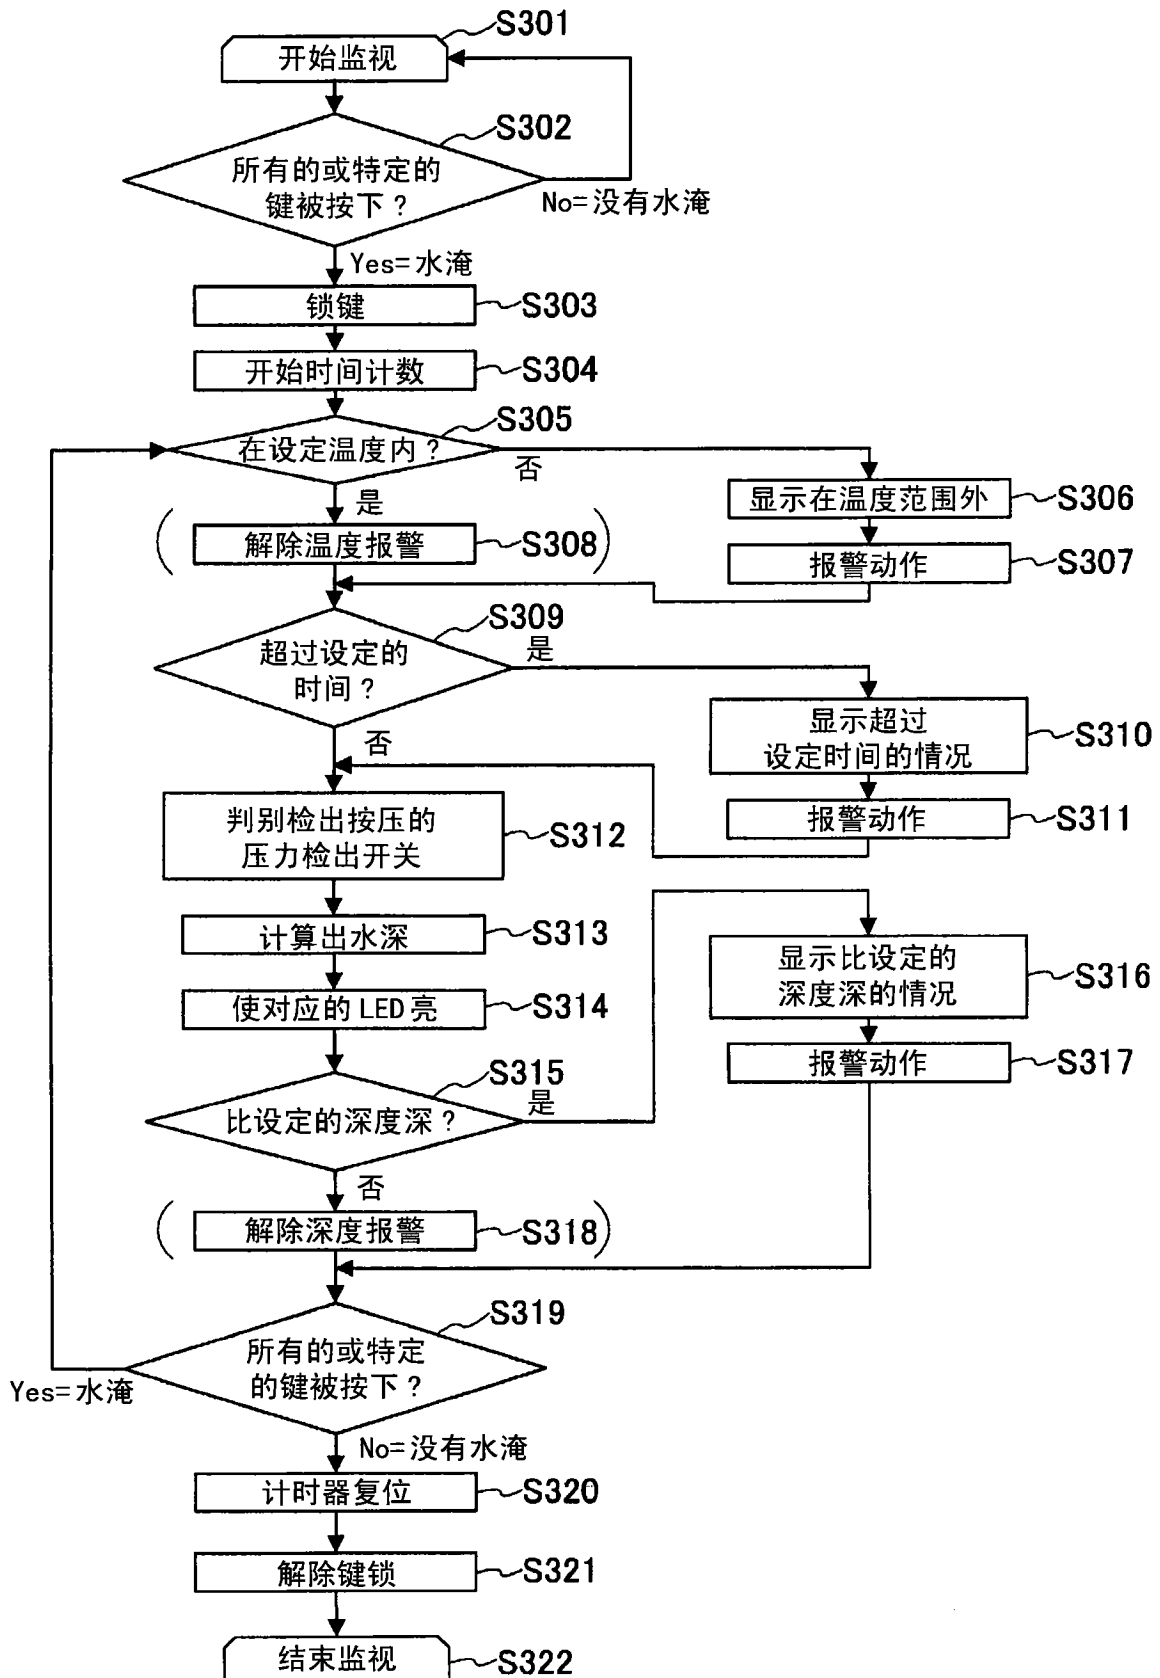 S301
开始监视
S302
所有的或特定的
键被按下?
No=没有水淹
Yes=水淹
锁键
S303
开始时间计数
S304
S305
在设定温度内?
否
是
显示在温度范围外
S306
(解除温度报警 S308)
报警动作
S307
S309
超过设定的
时间?
是
否
显示超过
设定时间的情况
S310
报警动作
S311
判别检出按压的
压力检出开关
S312
计算出水深
S313
使对应的LED亮
S314
S315
比设定的深度深?
是
否
显示比设定的
深度深的情况
S316
报警动作
S317
(解除深度报警 S318)
S319
所有的或特定
的键被按下?
Yes=水淹
No=没有水淹
计时器复位
S320
解除键锁
S321
结束监视
S322